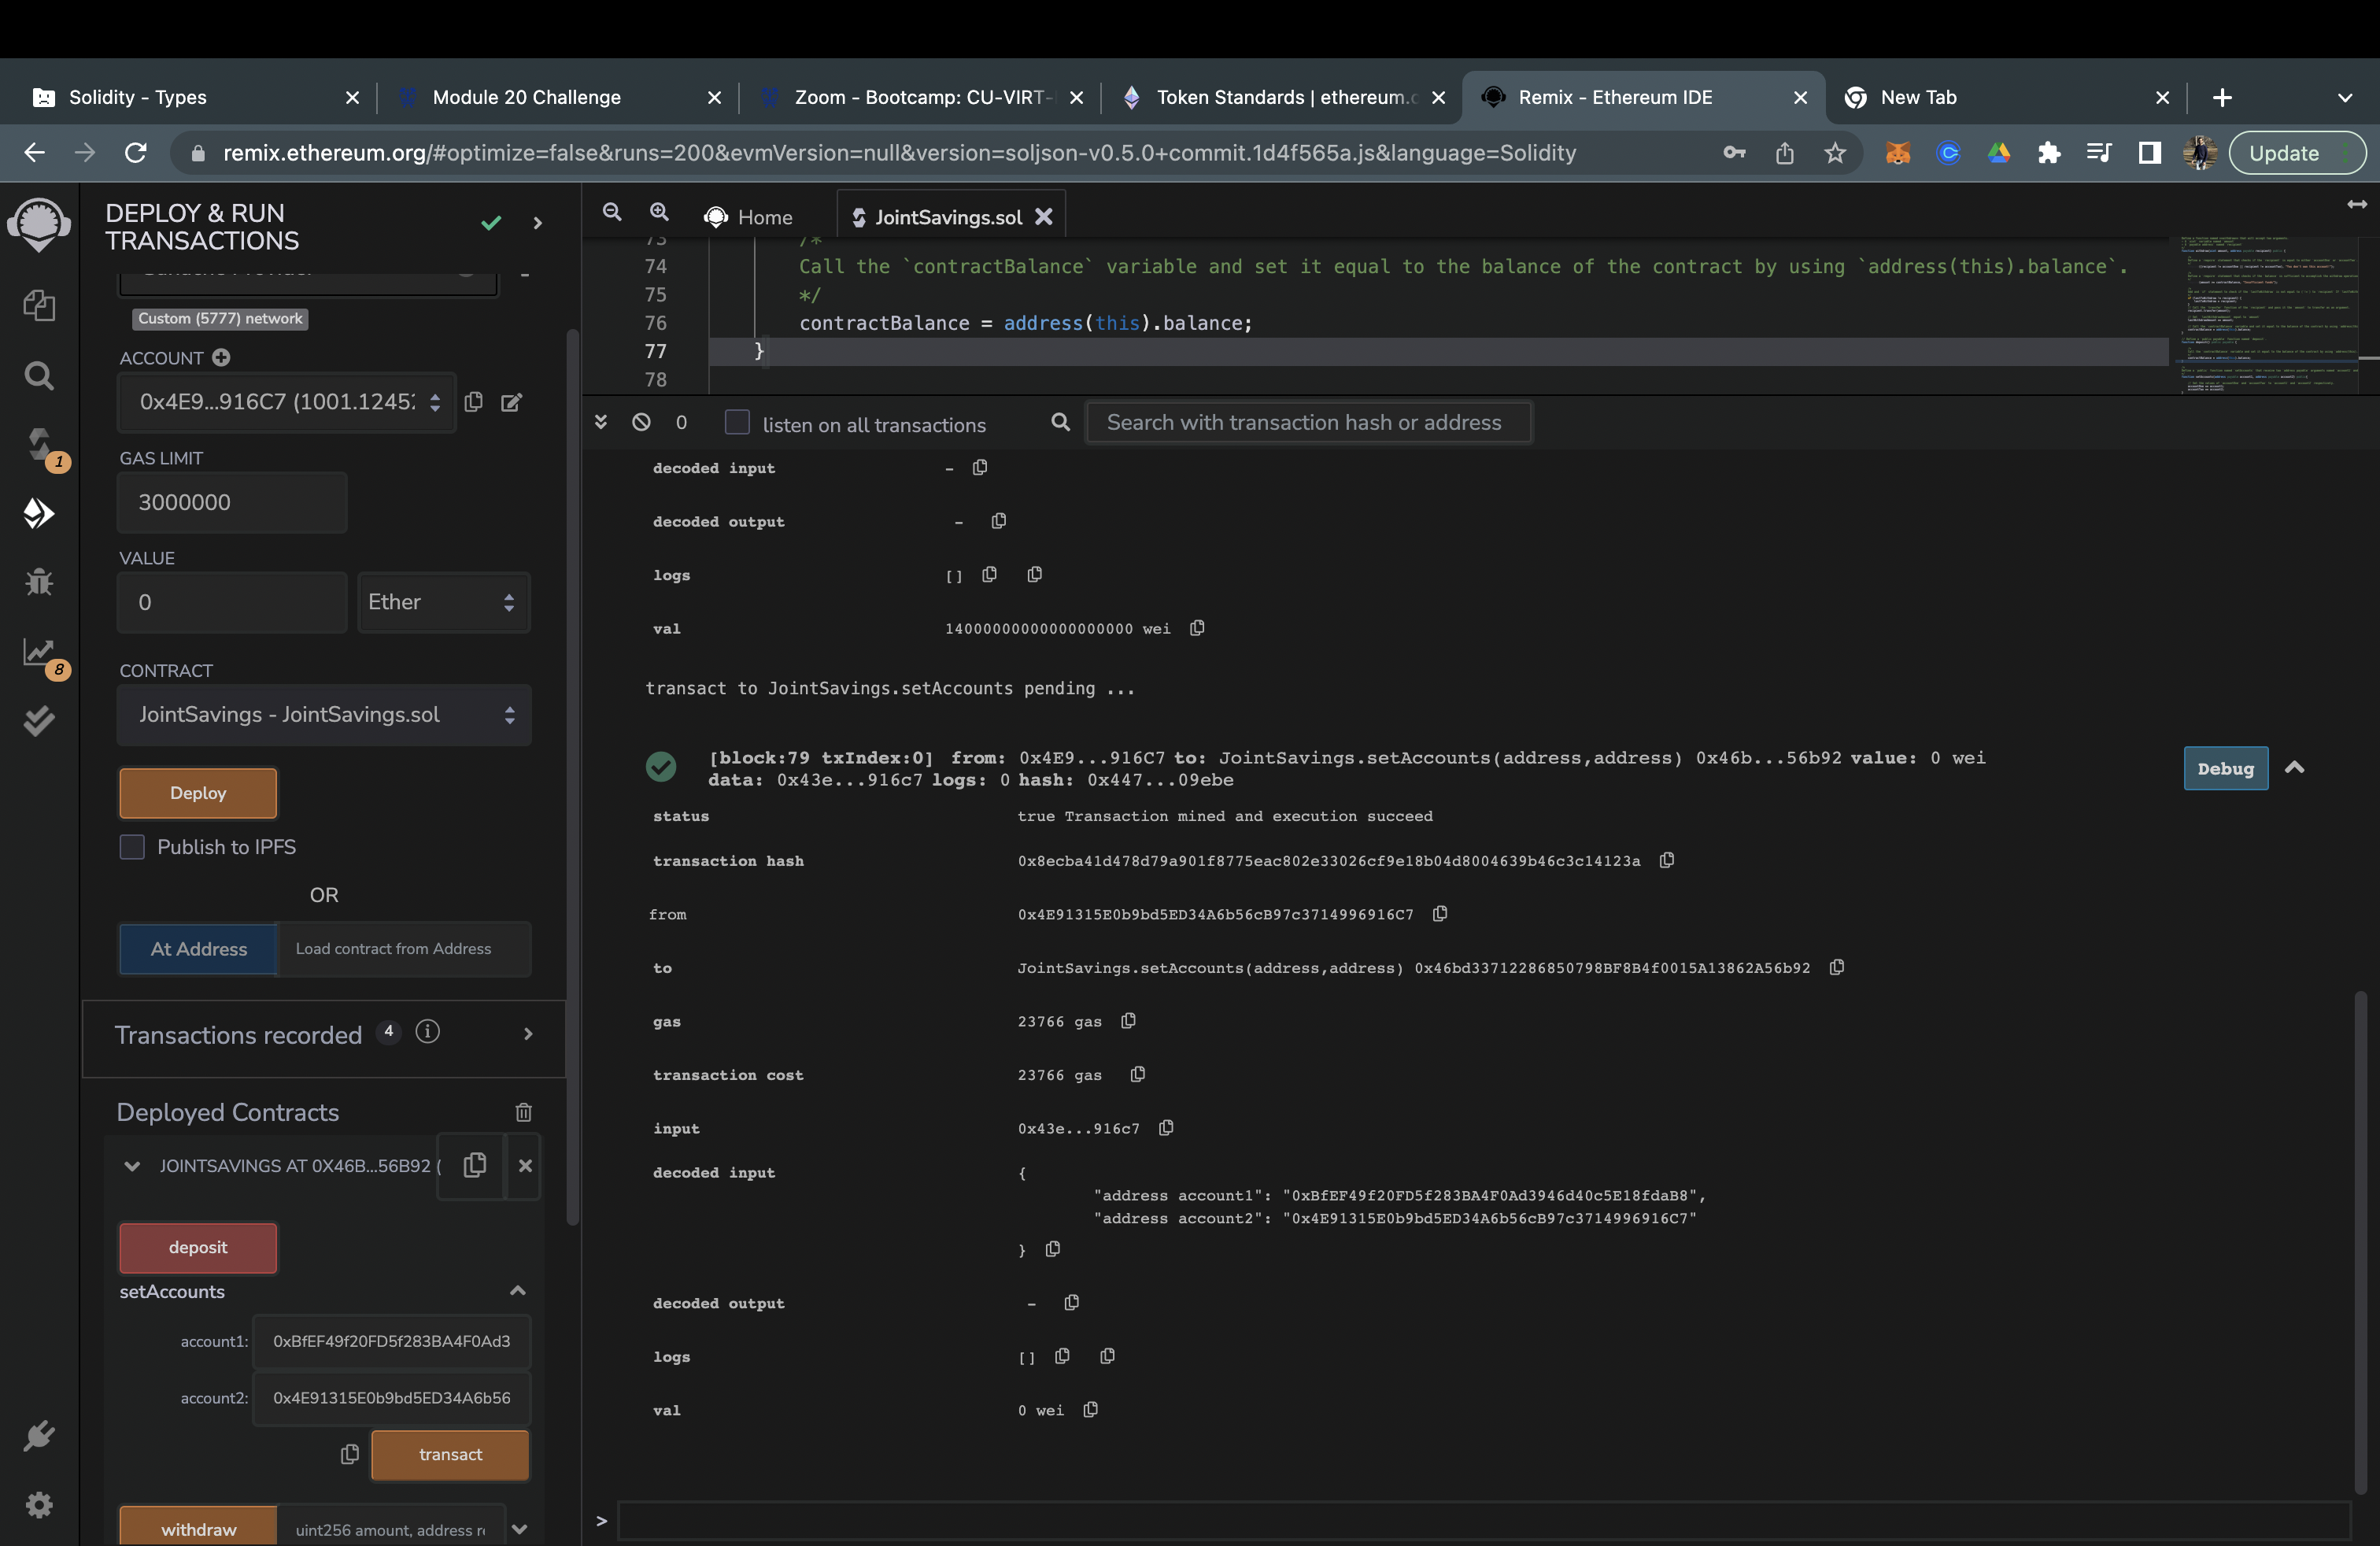 Solidity - Types
Module 20 Challenge
Zoom - Bootcamp: CU-VIRT-
Token Standards | ethereum.o
Remix - Ethereum IDE
New Tab
remix.ethereum.org/#optimize=false&runs=200&evmVersion=null&version=soljson-v0.5.0+commit.1d4f565a.js&language=Solidity
Update
DEPLOY & RUN
TRANSACTIONS
Home
JointSavings.sol
73 /*
74 Call the `contractBalance` variable and set it equal to the balance of the contract by using `address(this).balance`.
75 */
76 contractBalance = address(this).balance;
77 }
78
Custom (5777) network
ACCOUNT
0x4E9...916C7 (1001.1245
GAS LIMIT
3000000
VALUE
0
Ether
CONTRACT
JointSavings - JointSavings.sol
Deploy
Publish to IPFS
OR
At Address
Load contract from Address
Transactions recorded 4
Deployed Contracts
JOINTSAVINGS AT 0X46B...56B92 (
deposit
setAccounts
account1: 0xBfEF49f20FD5f283BA4F0Ad3
account2: 0x4E91315E0b9bd5ED34A6b56
transact
withdraw
uint256 amount, address re
1
8
0
listen on all transactions
Search with transaction hash or address
decoded input -
decoded output -
logs []
val 14000000000000000000 wei
transact to JointSavings.setAccounts pending ...
[block:79 txIndex:0] from: 0x4E9...916C7 to: JointSavings.setAccounts(address,address) 0x46b...56b92 value: 0 wei
data: 0x43e...916c7 logs: 0 hash: 0x447...09ebe
Debug
status true Transaction mined and execution succeed
transaction hash 0x8ecba41d478d79a901f8775eac802e33026cf9e18b04d8004639b46c3c14123a
from 0x4E91315E0b9bd5ED34A6b56cB97c3714996916C7
to JointSavings.setAccounts(address,address) 0x46bd33712286850798BF8B4f0015A13862A56b92
gas 23766 gas
transaction cost 23766 gas
input 0x43e...916c7
decoded input {
"address account1": "0xBfEF49f20FD5f283BA4F0Ad3946d40c5E18fdaB8",
"address account2": "0x4E91315E0b9bd5ED34A6b56cB97c3714996916C7"
}
decoded output -
logs []
val 0 wei
>